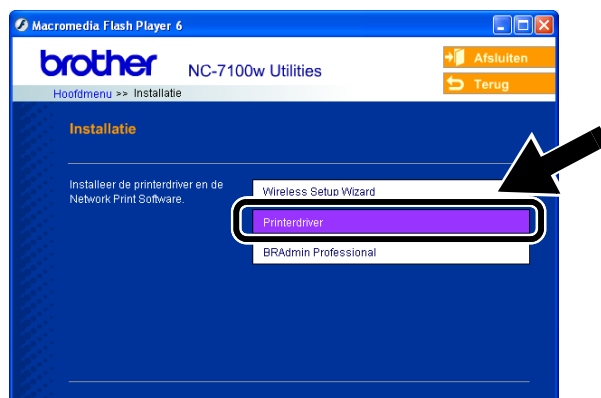 Macromedia Flash Player 6
brother
NC-7100w Utilities
Afsluiten
Terug
Hoofdmenu >> Installatie
Installatie
Installeer de printerdriver en de
Network Print Software.
Wireless Setup Wizard
Printerdriver
BRAdmin Professional